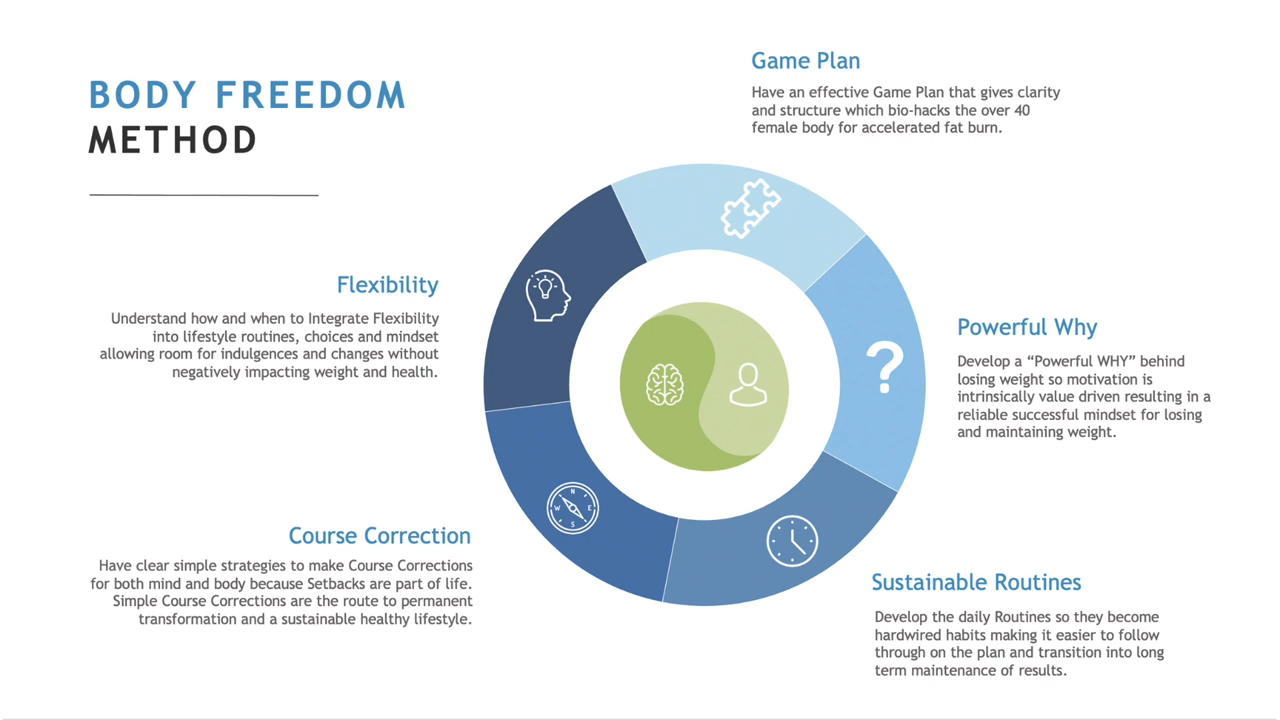 BODY FREEDOM
METHOD
Game Plan
Have an effective Game Plan that gives clarity
and structure which bio-hacks the over 40
female body for accelerated fat burn.
Powerful Why
Develop a “Powerful WHY” behind
losing weight so motivation is
intrinsically value driven resulting in a
reliable successful mindset for losing
and maintaining weight.
?
Sustainable Routines
Develop the daily Routines so they become
hardwired habits making it easier to follow
through on the plan and transition into long
term maintenance of results.
Course Correction
Have clear simple strategies to make Course Corrections
for both mind and body because Setbacks are part of life.
Simple Course Corrections are the route to permanent
transformation and a sustainable healthy lifestyle.
N
W E
S
Flexibility
Understand how and when to Integrate Flexibility
into lifestyle routines, choices and mindset
allowing room for indulgences and changes without
negatively impacting weight and health.